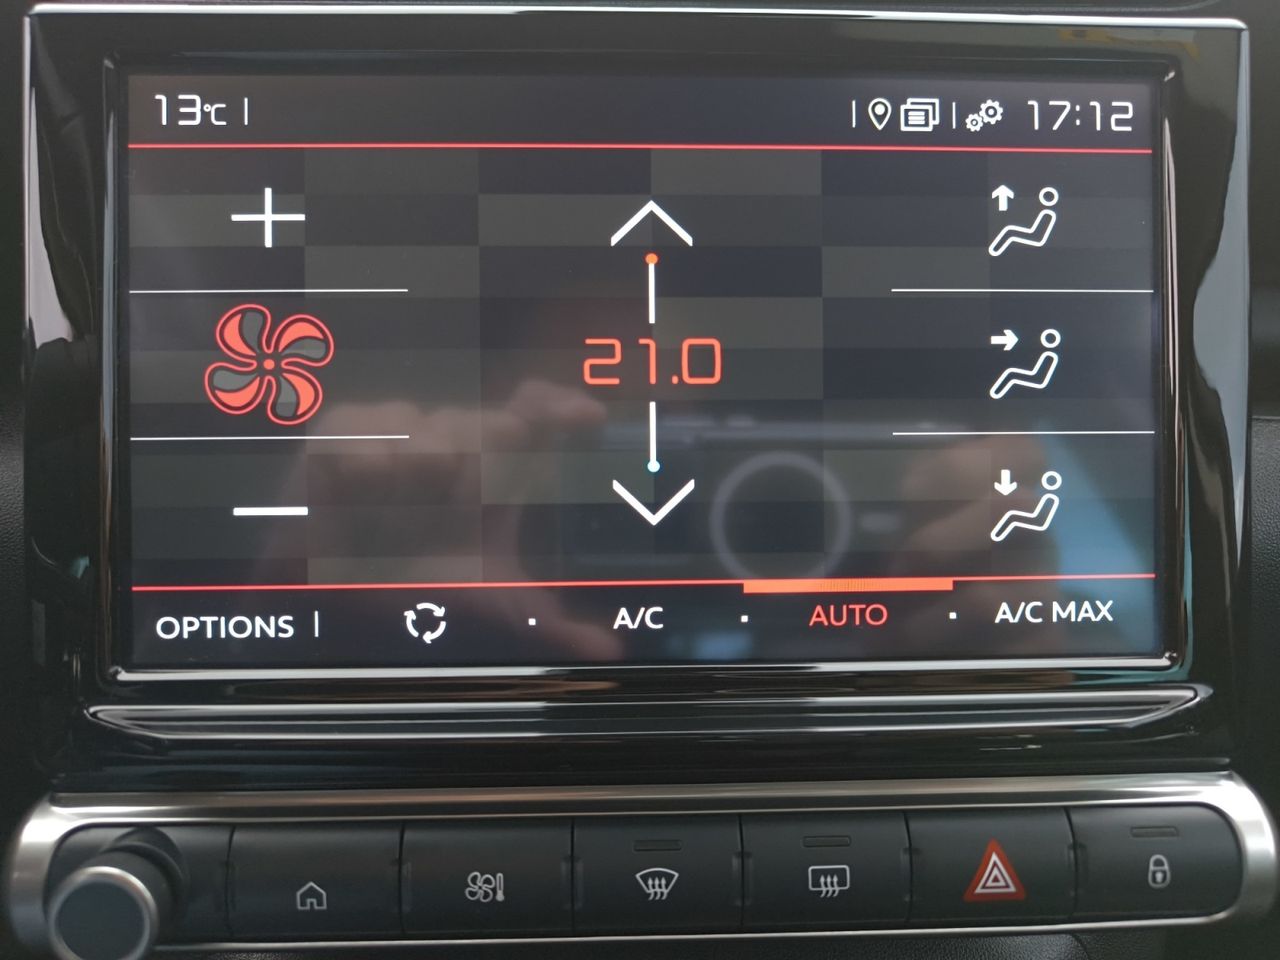 13°C
17:12
21.0
OPTIONS
A/C
AUTO
A/C MAX